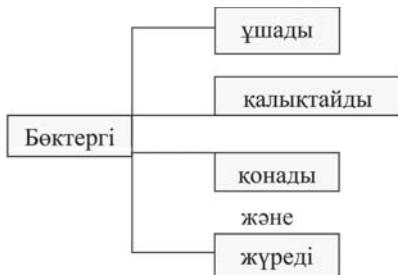 ұшады
қалықтайды
Бөктергі
қонады
және
жүреді